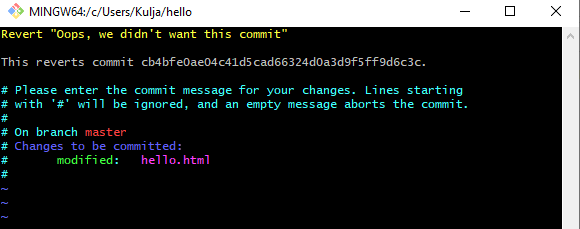 MINGW64:/c/Users/Kulja/hello
Revert "Oops, we didn't want this commit"
This reverts commit cb4bfe0ae04c41d5cad66324d0a3d9f5ff9d6c3c.
# Please enter the commit message for your changes. Lines starting
# with '#' will be ignored, and an empty message aborts the commit.
#
# On branch master
# Changes to be committed:
#       modified:   hello.html
#
~
~
~